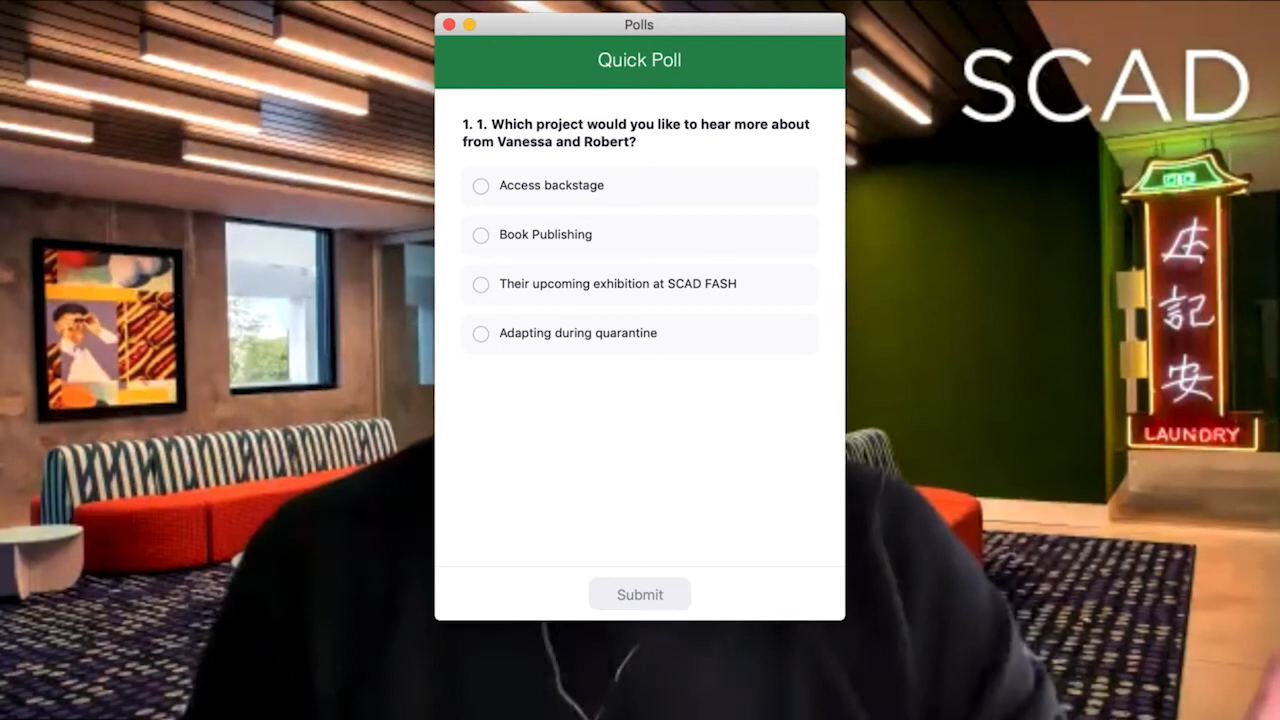 Polls
Quick Poll
1. 1. Which project would you like to hear more about
from Vanessa and Robert?
Access backstage
Book Publishing
Their upcoming exhibition at SCAD FASH
Adapting during quarantine
Submit
SCAD
庄
記
安
LAUNDRY